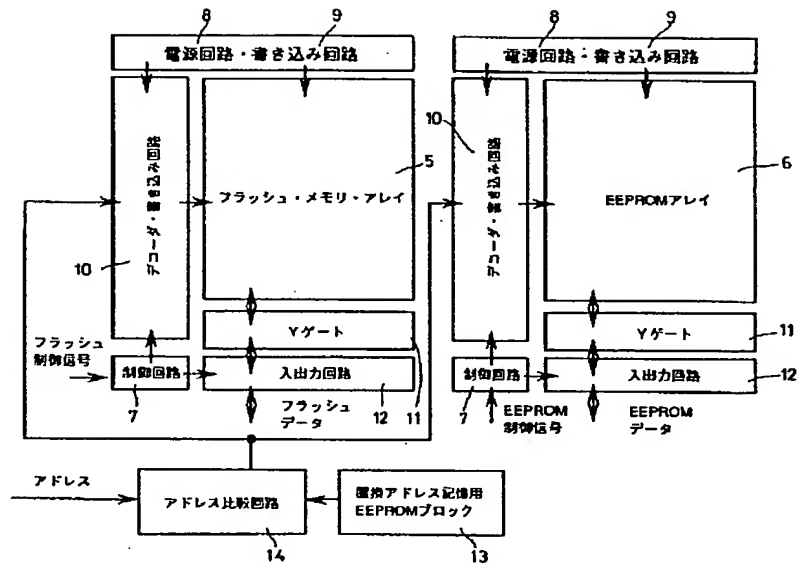 8
9
電源回路・書き込み回路
10
デコーダ・書き込み回路
5
フラッシュ・メモリ・アレイ
Yゲート
11
フラッシュ
制御信号
制御回路
7
入出力回路
12
フラッシュ
データ
8
9
電源回路・書き込み回路
10
デコーダ・書き込み回路
6
EEPROMアレイ
Yゲート
11
制御回路
7
入出力回路
12
EEPROM
制御信号
EEPROM
データ
アドレス
アドレス比較回路
14
置換アドレス記憶用
EEPROMブロック
13